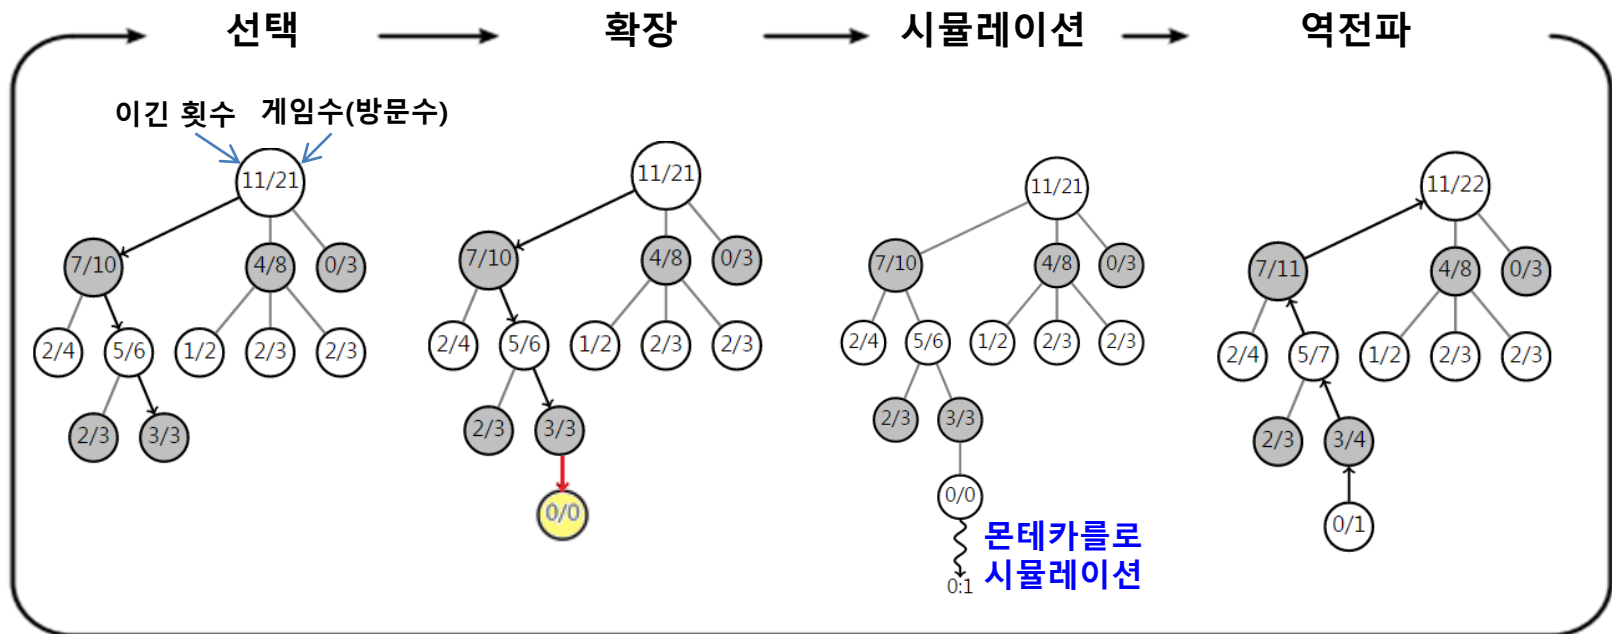 선택 확장 시뮬레이션 역전파
이긴 횟수 게임수(방문수)
11/21
7/10 4/8 0/3
2/4 5/6 1/2 2/3 2/3
2/3 3/3
11/21
7/10 4/8 0/3
2/4 5/6 1/2 2/3 2/3
2/3 3/3
0/0
11/21
7/10 4/8 0/3
2/4 5/6 1/2 2/3 2/3
2/3 3/3
0/0
몬테카를로
시뮬레이션
0:1
11/22
7/11 4/8 0/3
2/4 5/7 1/2 2/3 2/3
2/3 3/4
0/1